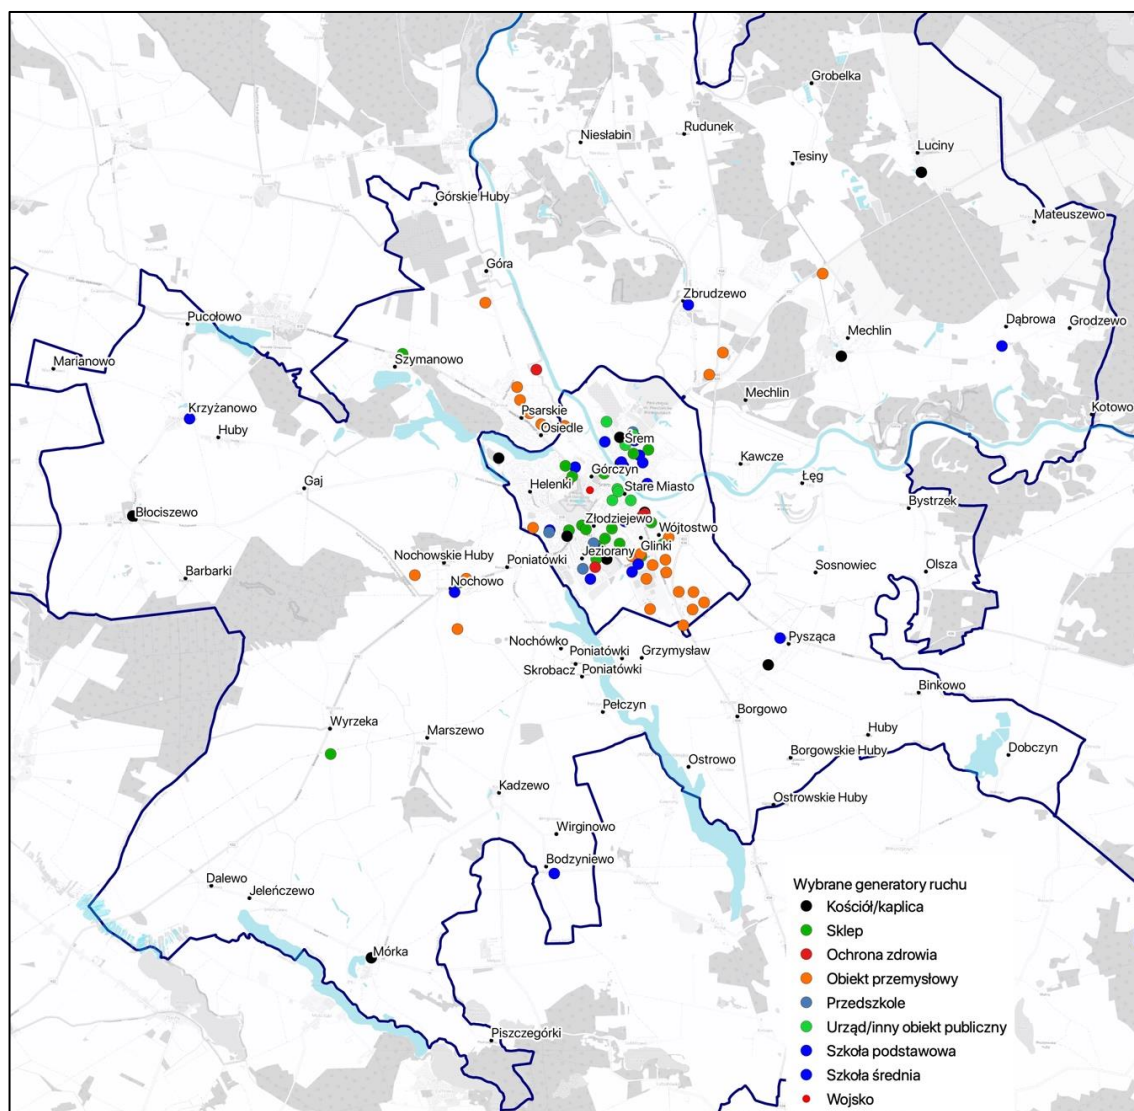 Grobelka
Rudunek
Niesłabin
Luciny
Tesiny
Górskie Huby
Mateuszewo
Góra
Zbrudzewo
Pucołowo
Dąbrowa
Grodzewo
Mechlin
Szymanowo
Marianowo
Mechlin
Krzyżanowo
Psarskie
Kotowo
Huby
Osiedle
Śrem
Kawcze
Górczyn
Gaj
Helenki
Stare Miasto
Łęg
Bystrzek
Błociszewo
Złodziejewo
Wójtostwo
Glinki
Nochowskie Huby
Poniatówki
Jeziorany
Sosnowiec
Olsza
Barbarki
Nochowo
Pysząca
Nochówko
Poniatówki
Grzymysław
Skrobacz
Poniatówki
Binkowo
Pełczyn
Borgowo
Wyrzeka
Marszewo
Huby
Borgowskie Huby
Dobczyn
Ostrowo
Kadzewo
Ostrowskie Huby
Wirginowo
Bodzyniewo
Dalewo
Jeleńczewo
Mórka
Piszczegórki
Wybrane generatory ruchu
Kościół/kaplica
Sklep
Ochrona zdrowia
Obiekt przemysłowy
Przedszkole
Urząd/inny obiekt publiczny
Szkoła podstawowa
Szkoła średnia
Wojsko